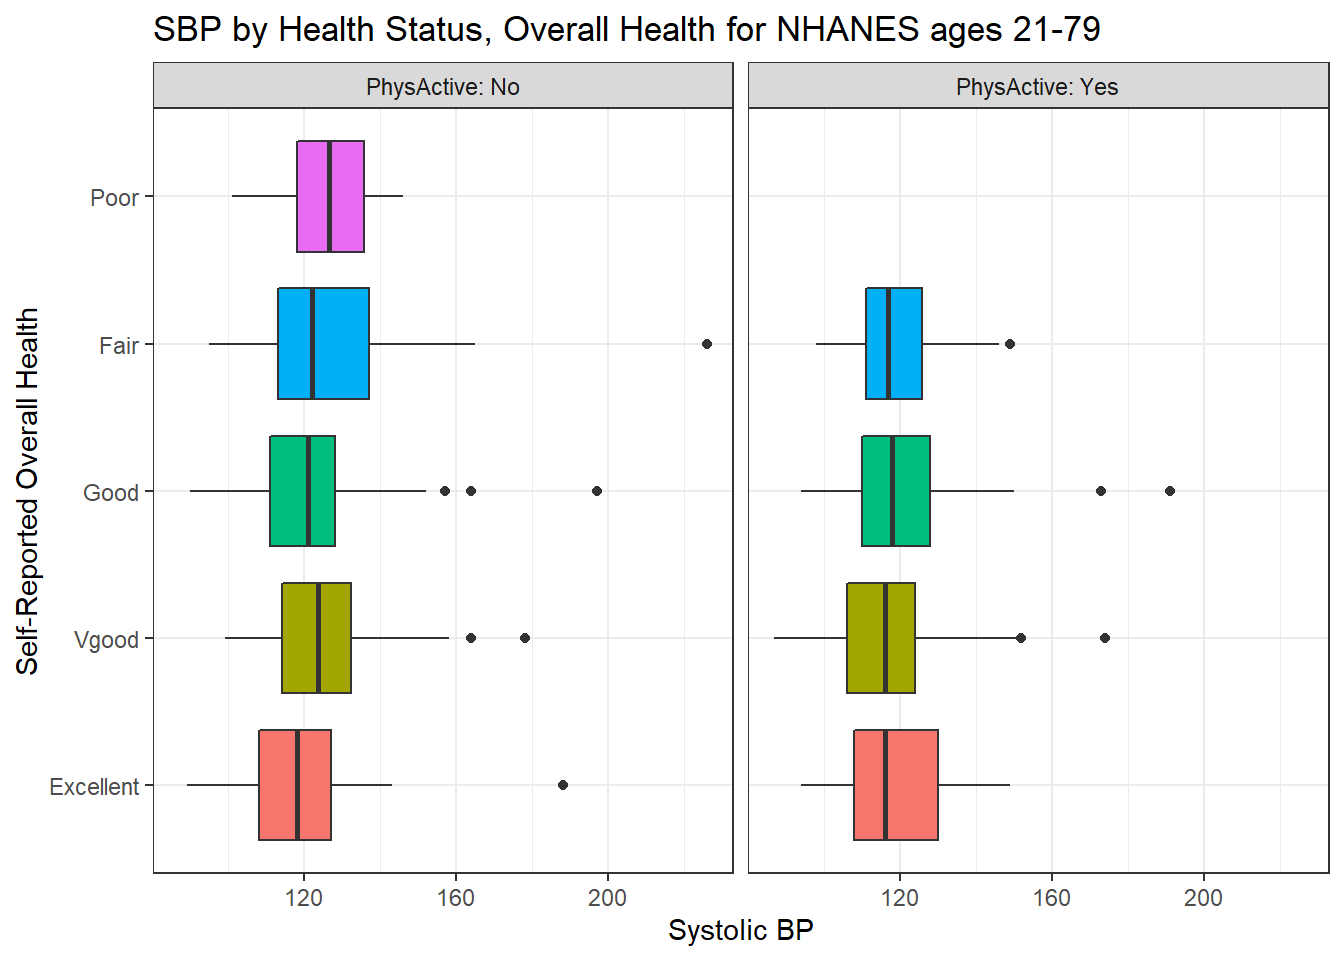 SBP by Health Status, Overall Health for NHANES ages 21-79
PhysActive: No
PhysActive: Yes
Self-Reported Overall Health
Poor
Fair
Good
Vgood
Excellent
120 160 200
120 160 200
Systolic BP